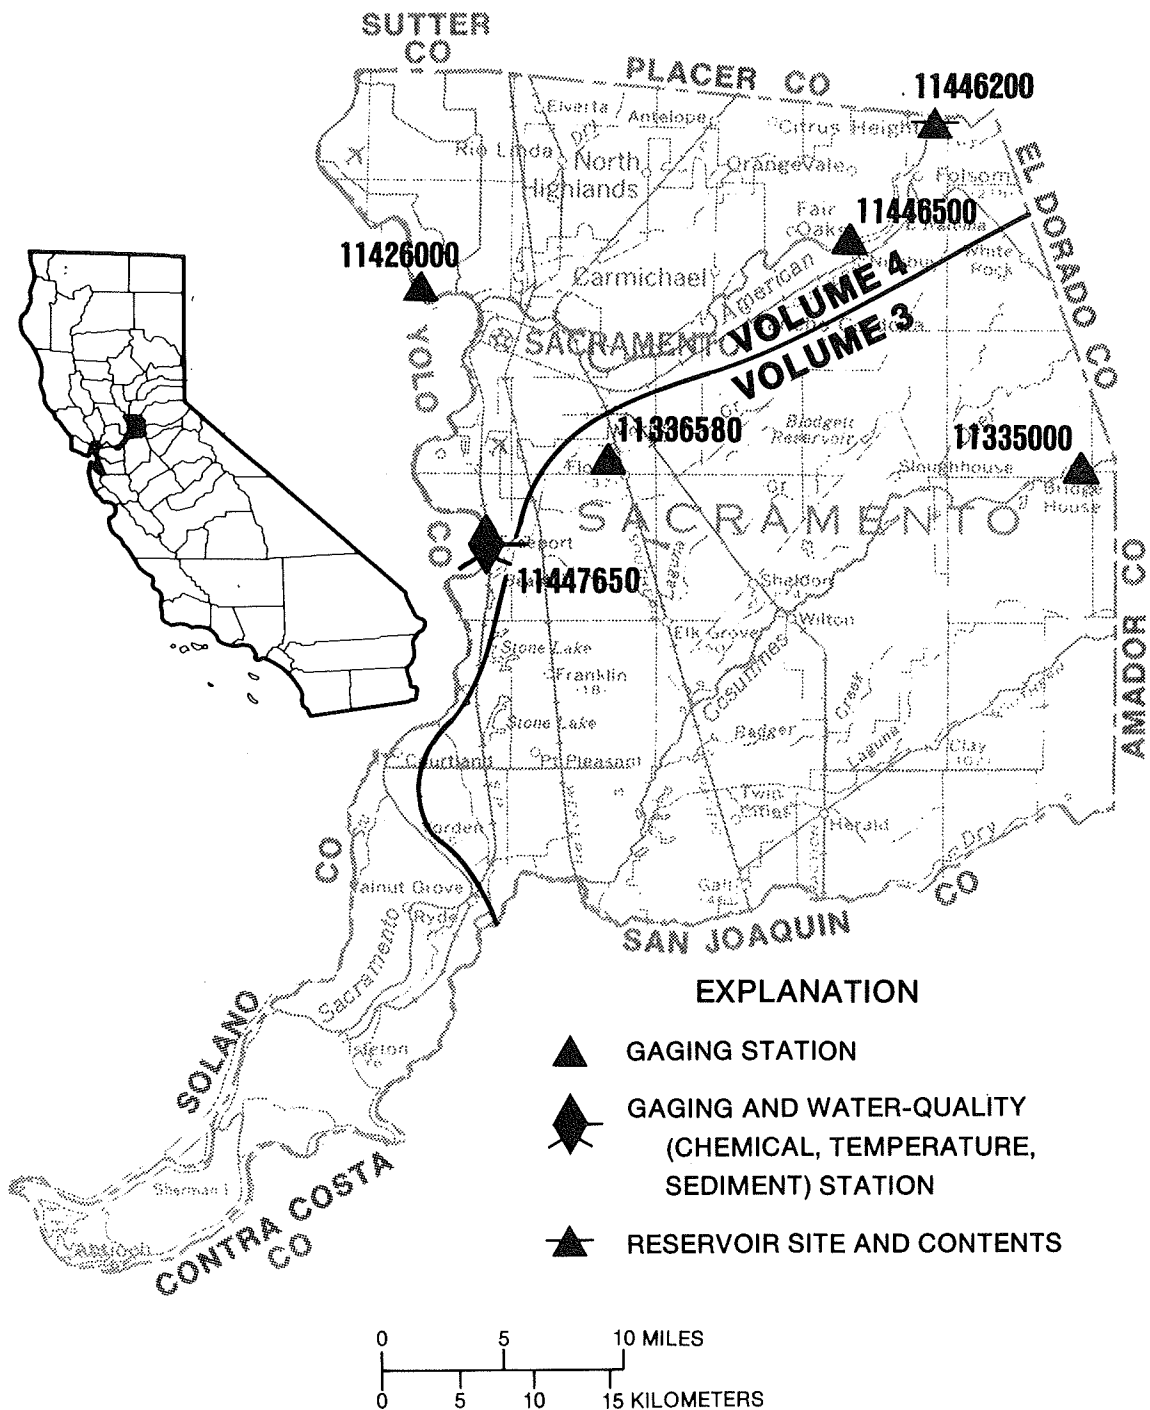 SUTTER
CO
PLACER CO
11446200
Elverta
Antelope
Citrus Height
Rio Linda
North
Highlands
OrangeVale
Folsom
EL DORADO CO
Fair
Oaks
11446500
11426000
White
Rock
Carmichael
American
VOLUME 4
YOLO
CO
SACRAMENTO
VOLUME 3
11336580
Blodgett
Reservoir
11335000
Sloughhouse
Bridge
House
SACRAMENTO
11447650
Laguna
Sheldon
Wilton
Elk Grove
Stone Lake
Franklin
Cosumnes
Stone Lake
Badger
Creek
Laguna
Clay
AMADOR CO
Courtland
Pt Pleasant
Twin
Cities
Herald
Dry
CO
alnut Grove
Ryde
SAN JOAQUIN
CO
Sacramento
SOLANO
Sherman I
CONTRA COSTA
CO
EXPLANATION
GAGING STATION
GAGING AND WATER-QUALITY
(CHEMICAL, TEMPERATURE,
SEDIMENT) STATION
RESERVOIR SITE AND CONTENTS
0 5 10 MILES
0 5 10 15 KILOMETERS